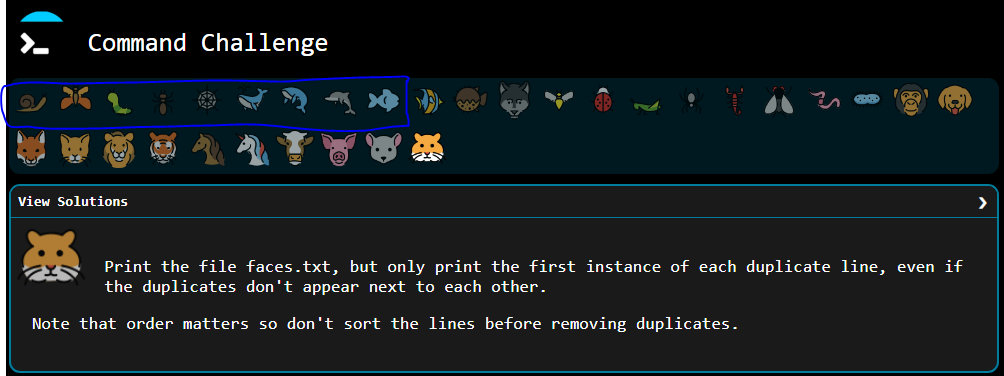 Command Challenge
View Solutions
Print the file faces.txt, but only print the first instance of each duplicate line, even if
the duplicates don't appear next to each other.
Note that order matters so don't sort the lines before removing duplicates.